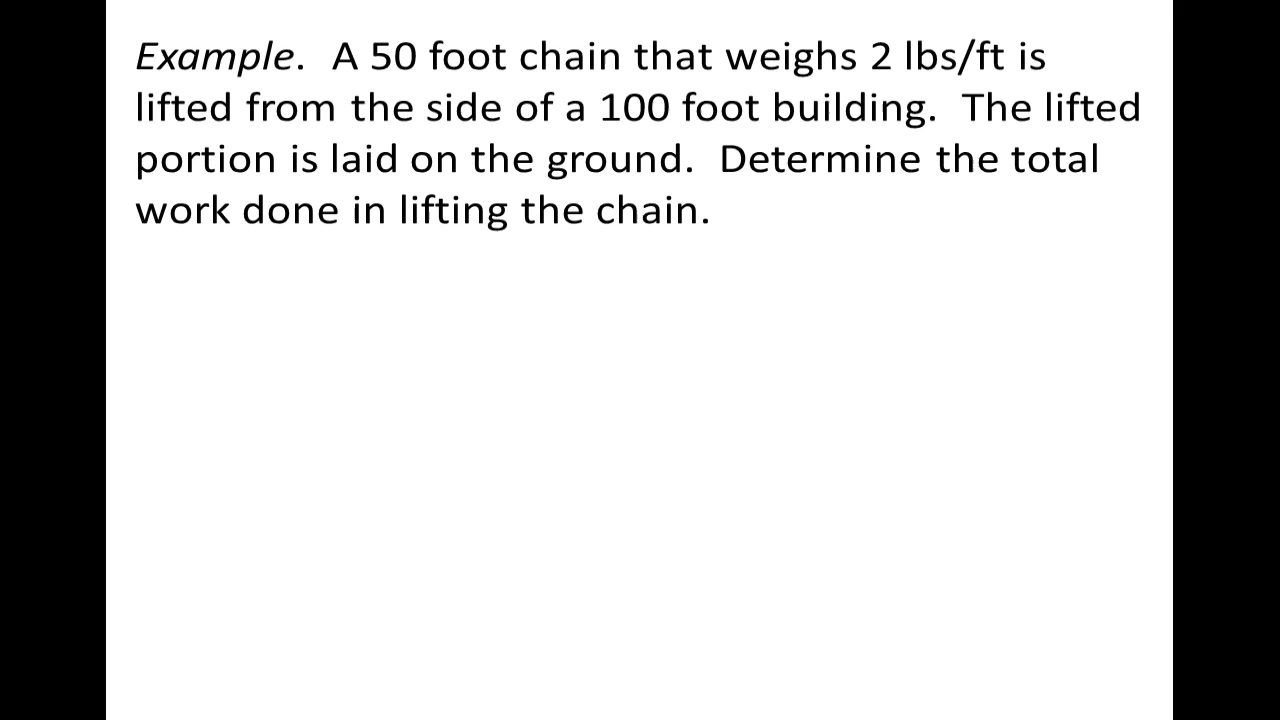 Example. A 50 foot chain that weighs 2 lbs/ft is
lifted from the side of a 100 foot building. The lifted
portion is laid on the ground. Determine the total
work done in lifting the chain.